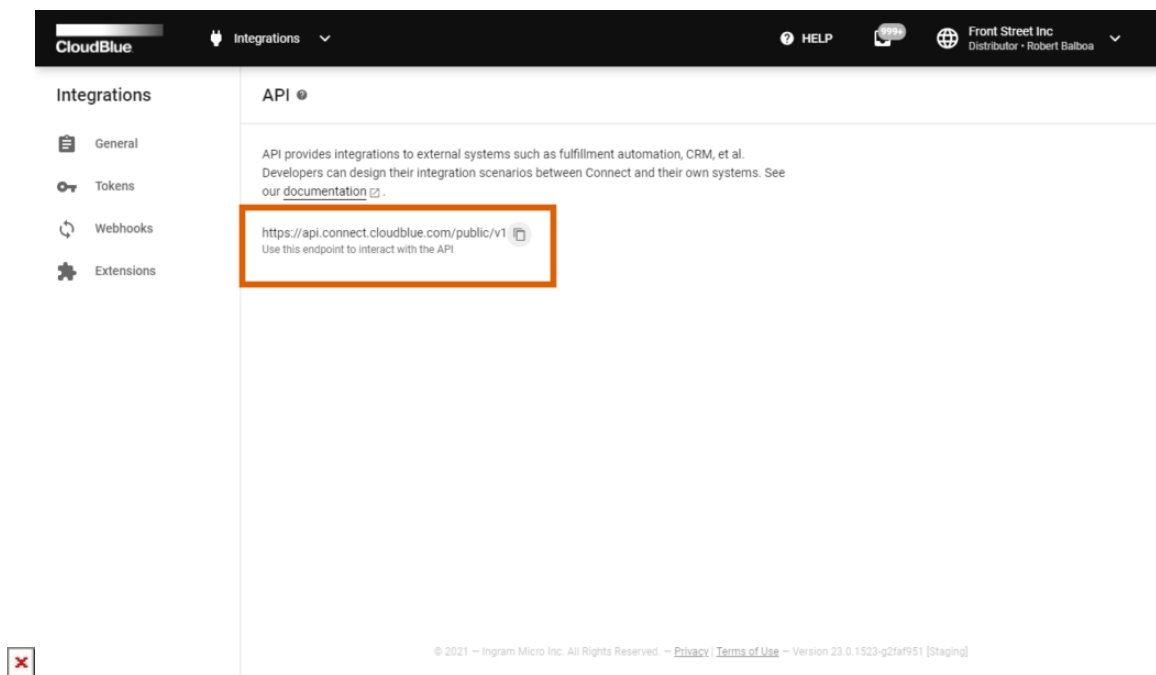 CloudBlue
Integrations
HELP
999+
Front Street Inc
Distributor • Robert Balboa
Integrations
General
Tokens
Webhooks
Extensions
API
API provides integrations to external systems such as fulfillment automation, CRM, et al.
Developers can design their integration scenarios between Connect and their own systems. See
our documentation .
https://api.connect.cloudblue.com/public/v1
Use this endpoint to interact with the API
© 2021 – Ingram Micro Inc. All Rights Reserved. – Privacy | Terms of Use – Version 23.0.1523-g2faf951 [Staging]